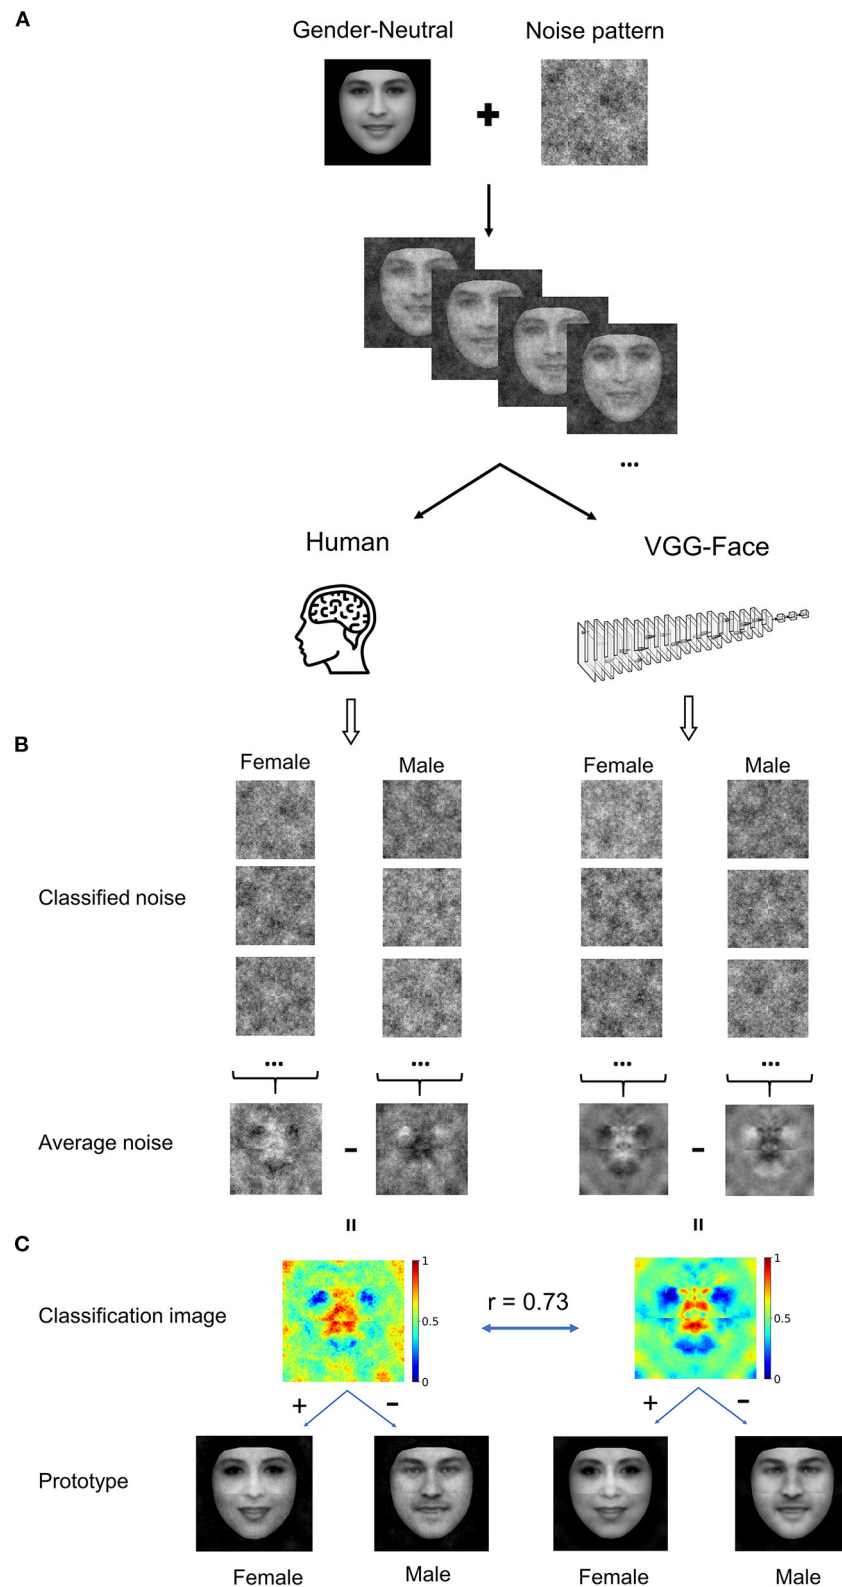 A
Gender-Neutral Noise pattern
+
...
Human VGG-Face
B
Female Male Female Male
Classified noise
... ... ... ...
Average noise - -
= =
C
1 1
Classification image r = 0.73 0.5 0.5
0 0
+ - + -
Prototype
Female Male Female Male